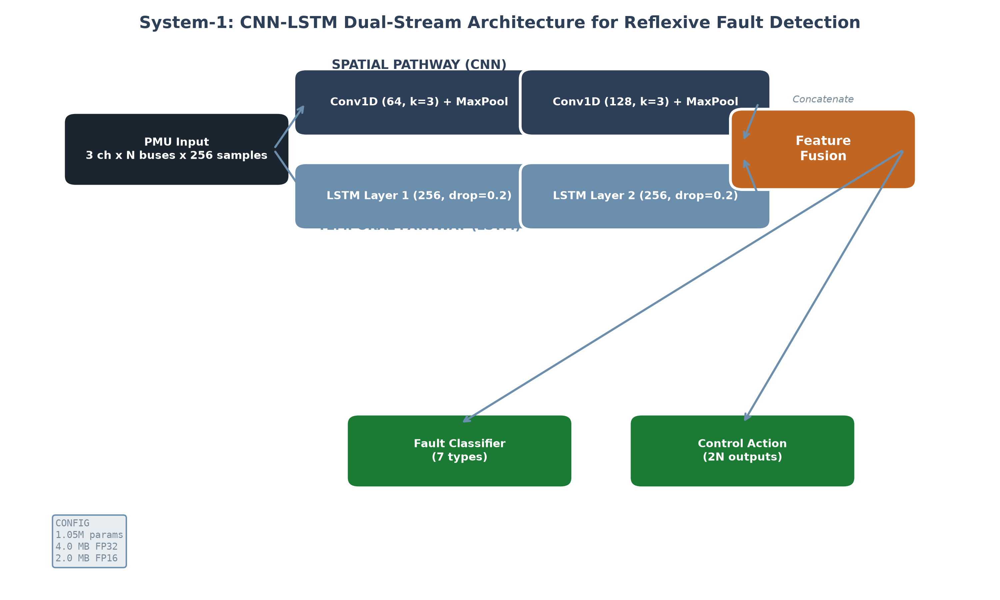 System-1: CNN-LSTM Dual-Stream Architecture for Reflexive Fault Detection
SPATIAL PATHWAY (CNN)
Conv1D (64, k=3) + MaxPool
Conv1D (128, k=3) + MaxPool
Concatenate
PMU Input
3 ch x N buses x 256 samples
Feature
Fusion
LSTM Layer 1 (256, drop=0.2)
LSTM Layer 2 (256, drop=0.2)
Fault Classifier
(7 types)
Control Action
(2N outputs)
CONFIG
1.05M params
4.0 MB FP32
2.0 MB FP16